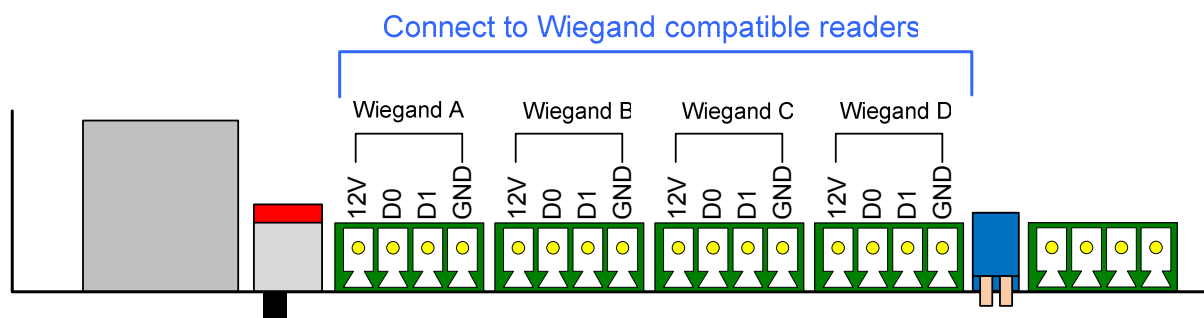 Connect to Wiegand compatible readers
Wiegand A Wiegand B Wiegand C Wiegand D
12V D0 D1 GND 12V D0 D1 GND 12V D0 D1 GND 12V D0 D1 GND